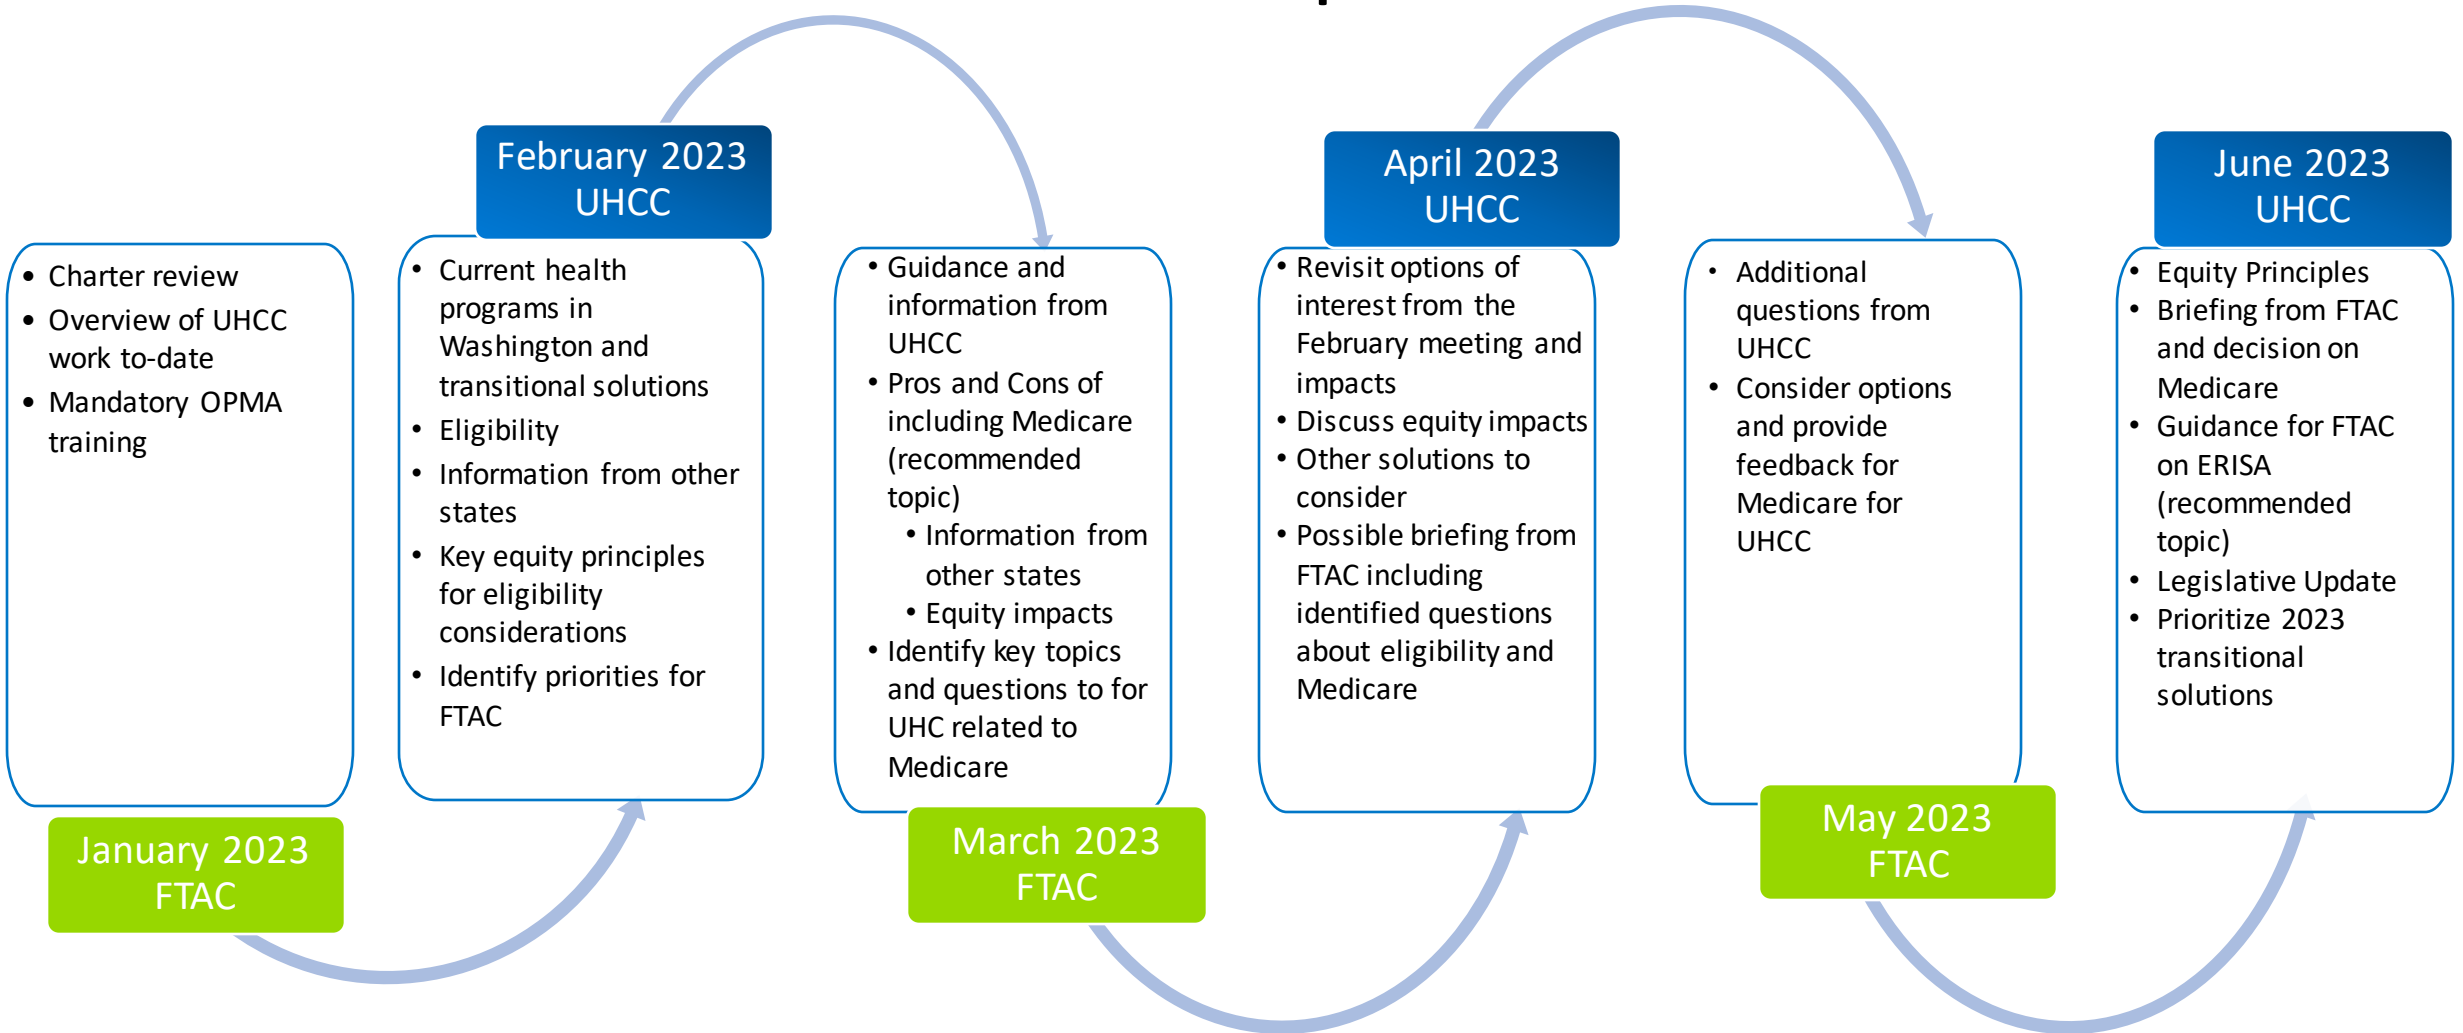 January 2023
FTAC
• Charter review
• Overview of UHCC
work to-date
• Mandatory OPMA
training
February 2023
UHCC
• Current health
programs in
Washington and
transitional solutions
• Eligibility
• Information from other
states
• Key equity principles
for eligibility
considerations
• Identify priorities for
FTAC
March 2023
FTAC
• Guidance and
information from
UHCC
• Pros and Cons of
including Medicare
(recommended
topic)
• Information from
other states
• Equity impacts
• Identify key topics
and questions to for
UHC related to
Medicare
April 2023
UHCC
• Revisit options of
interest from the
February meeting and
impacts
• Discuss equity impacts
• Other solutions to
consider
• Possible briefing from
FTAC including
identified questions
about eligibility and
Medicare
May 2023
FTAC
• Additional
questions from
UHCC
• Consider options
and provide
feedback for
Medicare for
UHCC
June 2023
UHCC
• Equity Principles
• Briefing from FTAC
and decision on
Medicare
• Guidance for FTAC
on ERISA
(recommended
topic)
• Legislative Update
• Prioritize 2023
transitional
solutions